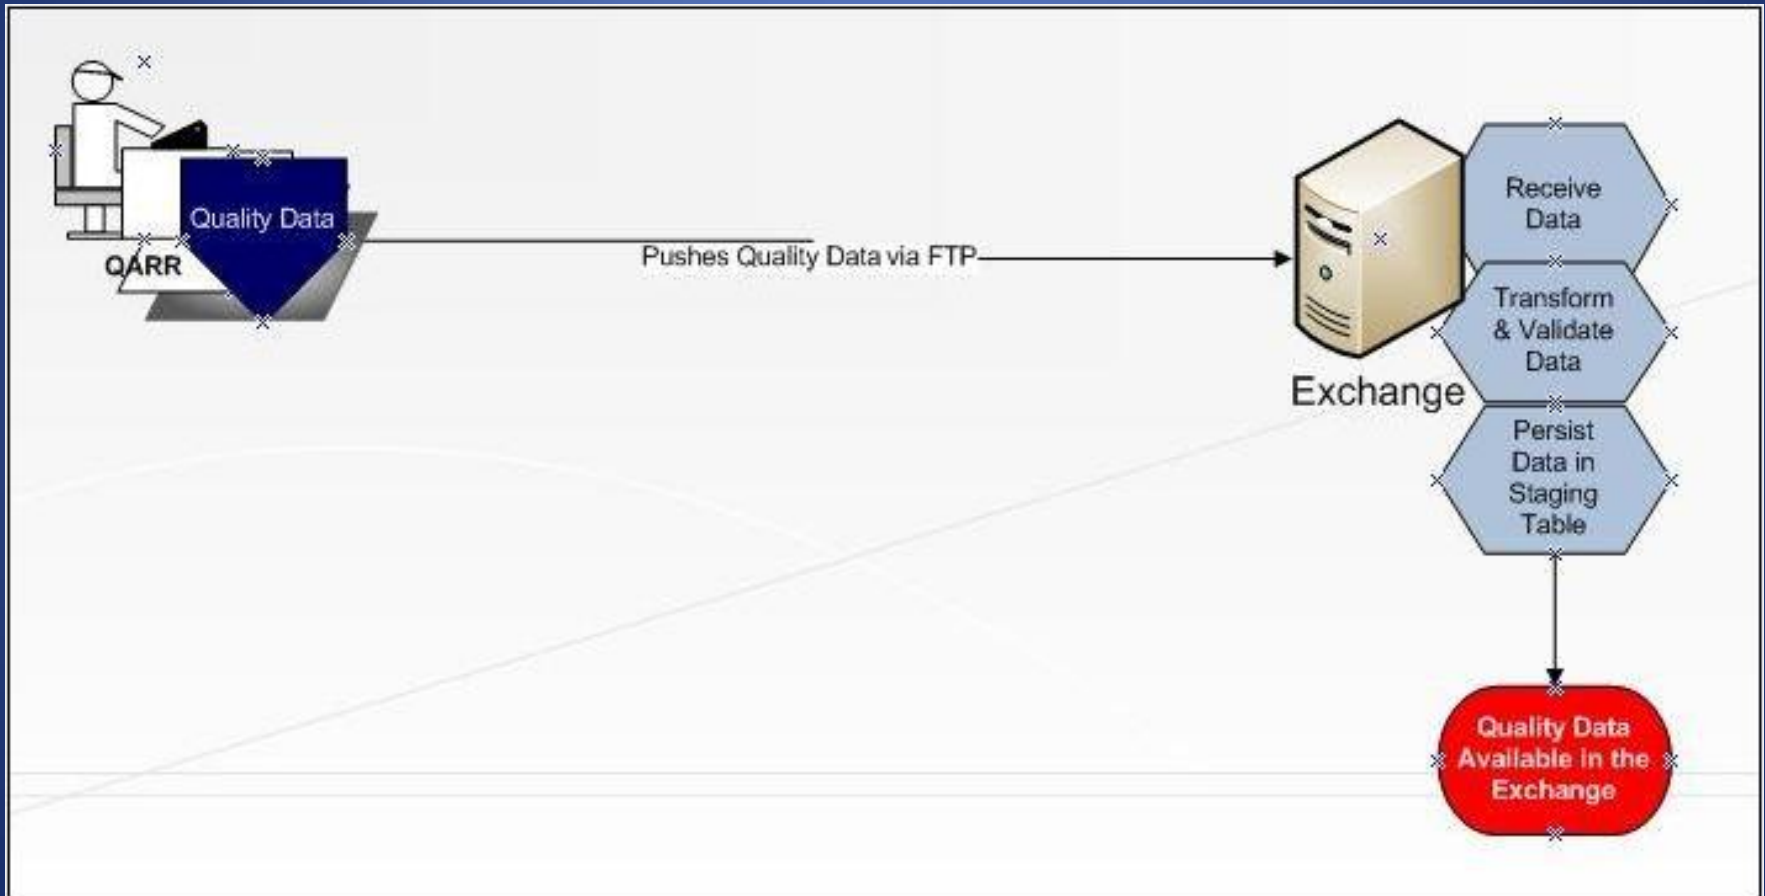 Quality Data
QARR
Pushes Quality Data via FTP
Exchange
Receive
Data
Transform
& Validate
Data
Persist
Data in
Staging
Table
Quality Data
Available in the
Exchange